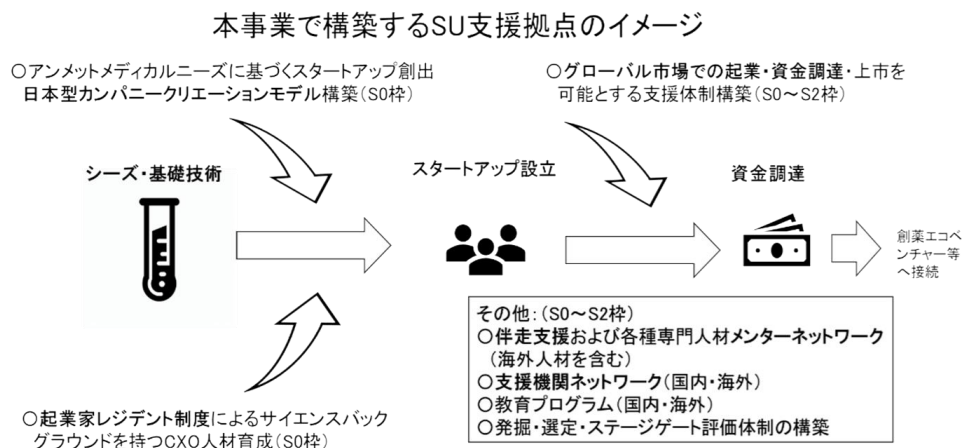 本事業で構築するSU支援拠点のイメージ
○アンメットメディカルニーズに基づくスタートアップ創出
日本型カンパニークリエーションモデル構築(S0枠)
○グローバル市場での起業・資金調達・上市を
可能とする支援体制構築(S0~S2枠)
シーズ・基礎技術
スタートアップ設立
資金調達
創薬エコベ
ンチャー等
へ接続
その他:(S0~S2枠)
○伴走支援および各種専門人材メンターネットワーク
(海外人材を含む)
○支援機関ネットワーク(国内・海外)
○教育プログラム(国内・海外)
○発掘・選定・ステージゲート評価体制の構築
○起業家レジデント制度によるサイエンスバック
グラウンドを持つCXO人材育成(S0枠)